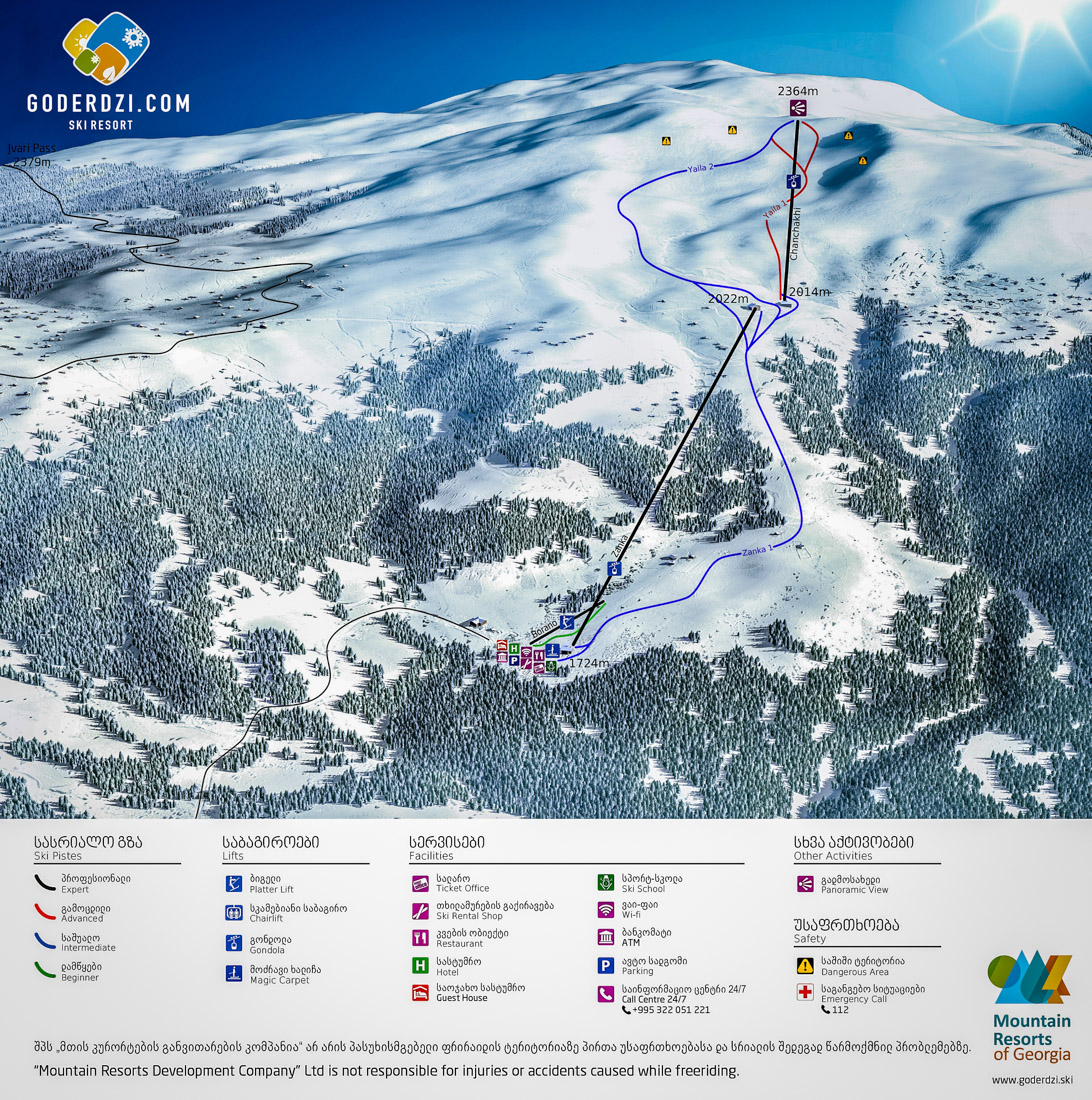 GODERDZI.COM
SKI RESORT
Jvari Pass
2379m
2364m
Yaila 2
Yaila 1
Chanchakhi
2022m
2014m
Zanka
Zanka 1
1724m
სასრიალო გზა
Ski Pistes
პროფესიონალი
Expert
გამოცდილი
Advanced
საშუალო
Intermediate
დამწყები
Beginner
საბაგიროები
Lifts
ბიგელი
Platter Lift
სკამებიანი საბაგირო
Chairlift
გონდოლა
Gondola
მოძრავი ხალიჩა
Magic Carpet
სერვისები
Facilities
სალარო
Ticket Office
თხილამურების გაქირავება
Ski Rental Shop
კვების ობიექტი
Restaurant
სასტუმრო
Hotel
საოჯახო სასტუმრო
Guest House
სპორტ-სკოლა
Ski School
ვაი-ფაი
Wi-fi
ბანკომატი
ATM
ავტო სადგომი
Parking
საინფორმაციო ცენტრი 24/7
Call Centre 24/7
+995 322 051 221
სხვა აქტივობები
Other Activities
გადმოსახედი
Panoramic View
უსაფრთხოება
Safety
საშიში ტერიტორია
Dangerous Area
საგანგებო სიტუაციები
Emergency Call
112
Mountain
Resorts
of Georgia
www.goderdzi.ski
შპს „მთის კურორტების განვითარების კომპანია“ არ არის პასუხისმგებელი ფრირაიდის ტერიტორიაზე პირთა უსაფრთხოებასა და სრიალის შედეგად წარმოქმნილ პრობლემებზე.
“Mountain Resorts Development Company” Ltd is not responsible for injuries or accidents caused while freeriding.